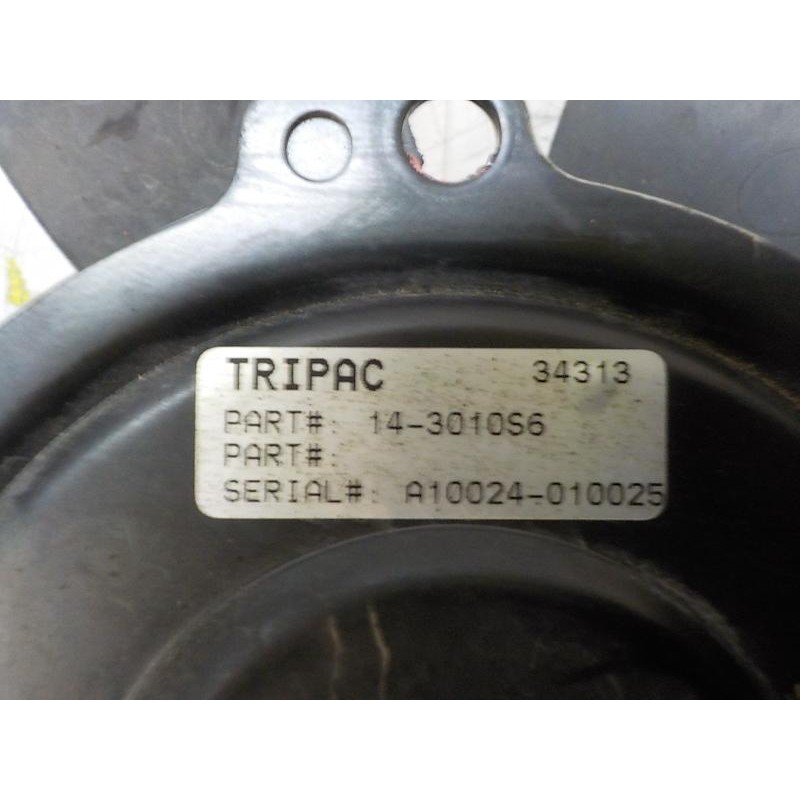 TRIPAC 34313
PART#: 14-3010S6
PART#:
SERIAL#: A10024-010025